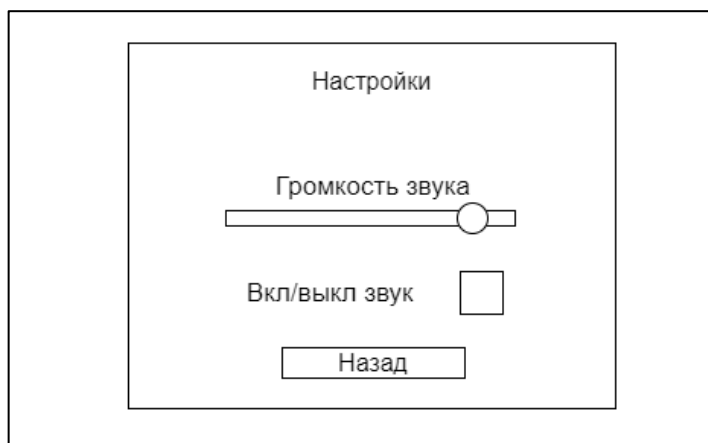 Настройки
Громкость звука
Вкл/выкл звук
Назад